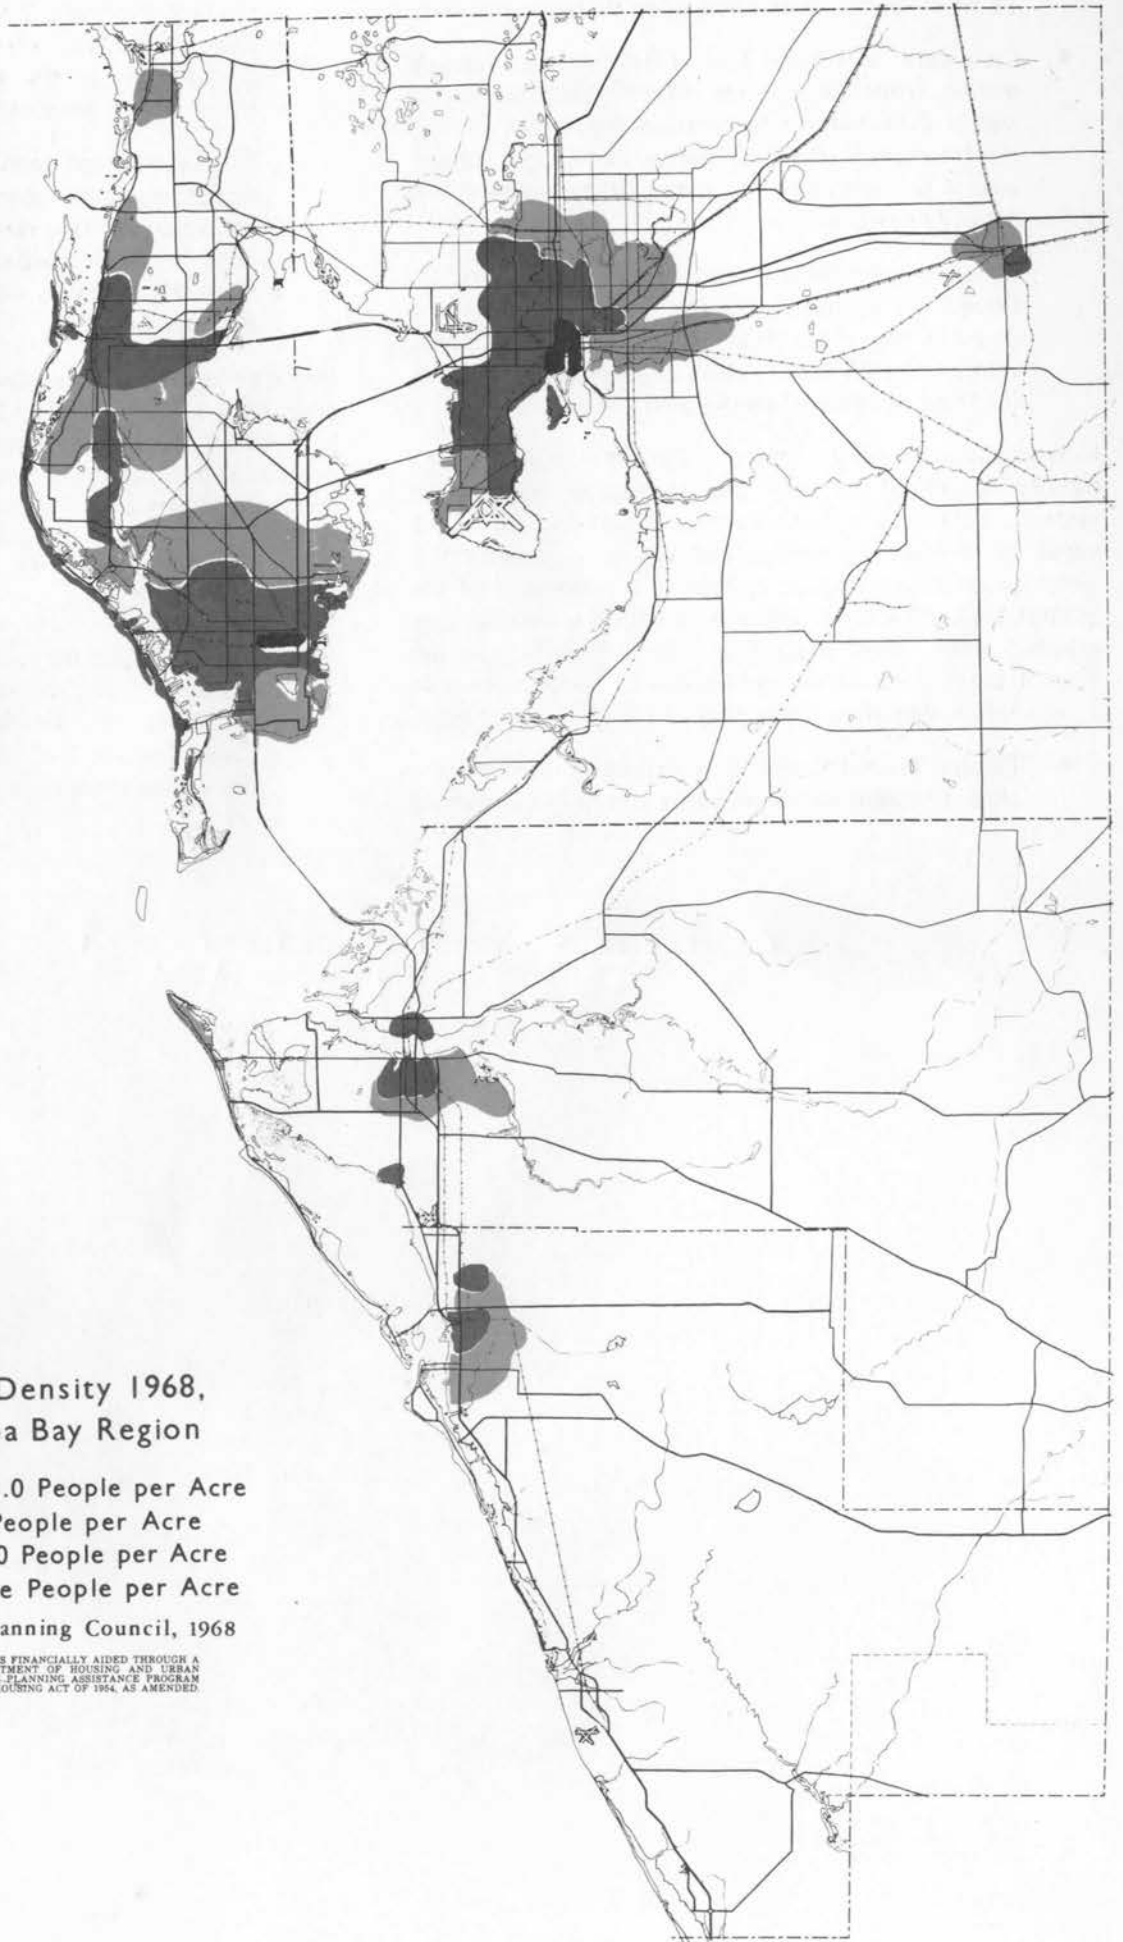 Density 1968,
a Bay Region
.0 People per Acre
People per Acre
0 People per Acre
e People per Acre
anning Council, 1968
S FINANCIALLY AIDED THROUGH A
TMENT OF HOUSING AND URBAN
PLANNING ASSISTANCE PROGRAM
OUSING ACT OF 1954, AS AMENDED.